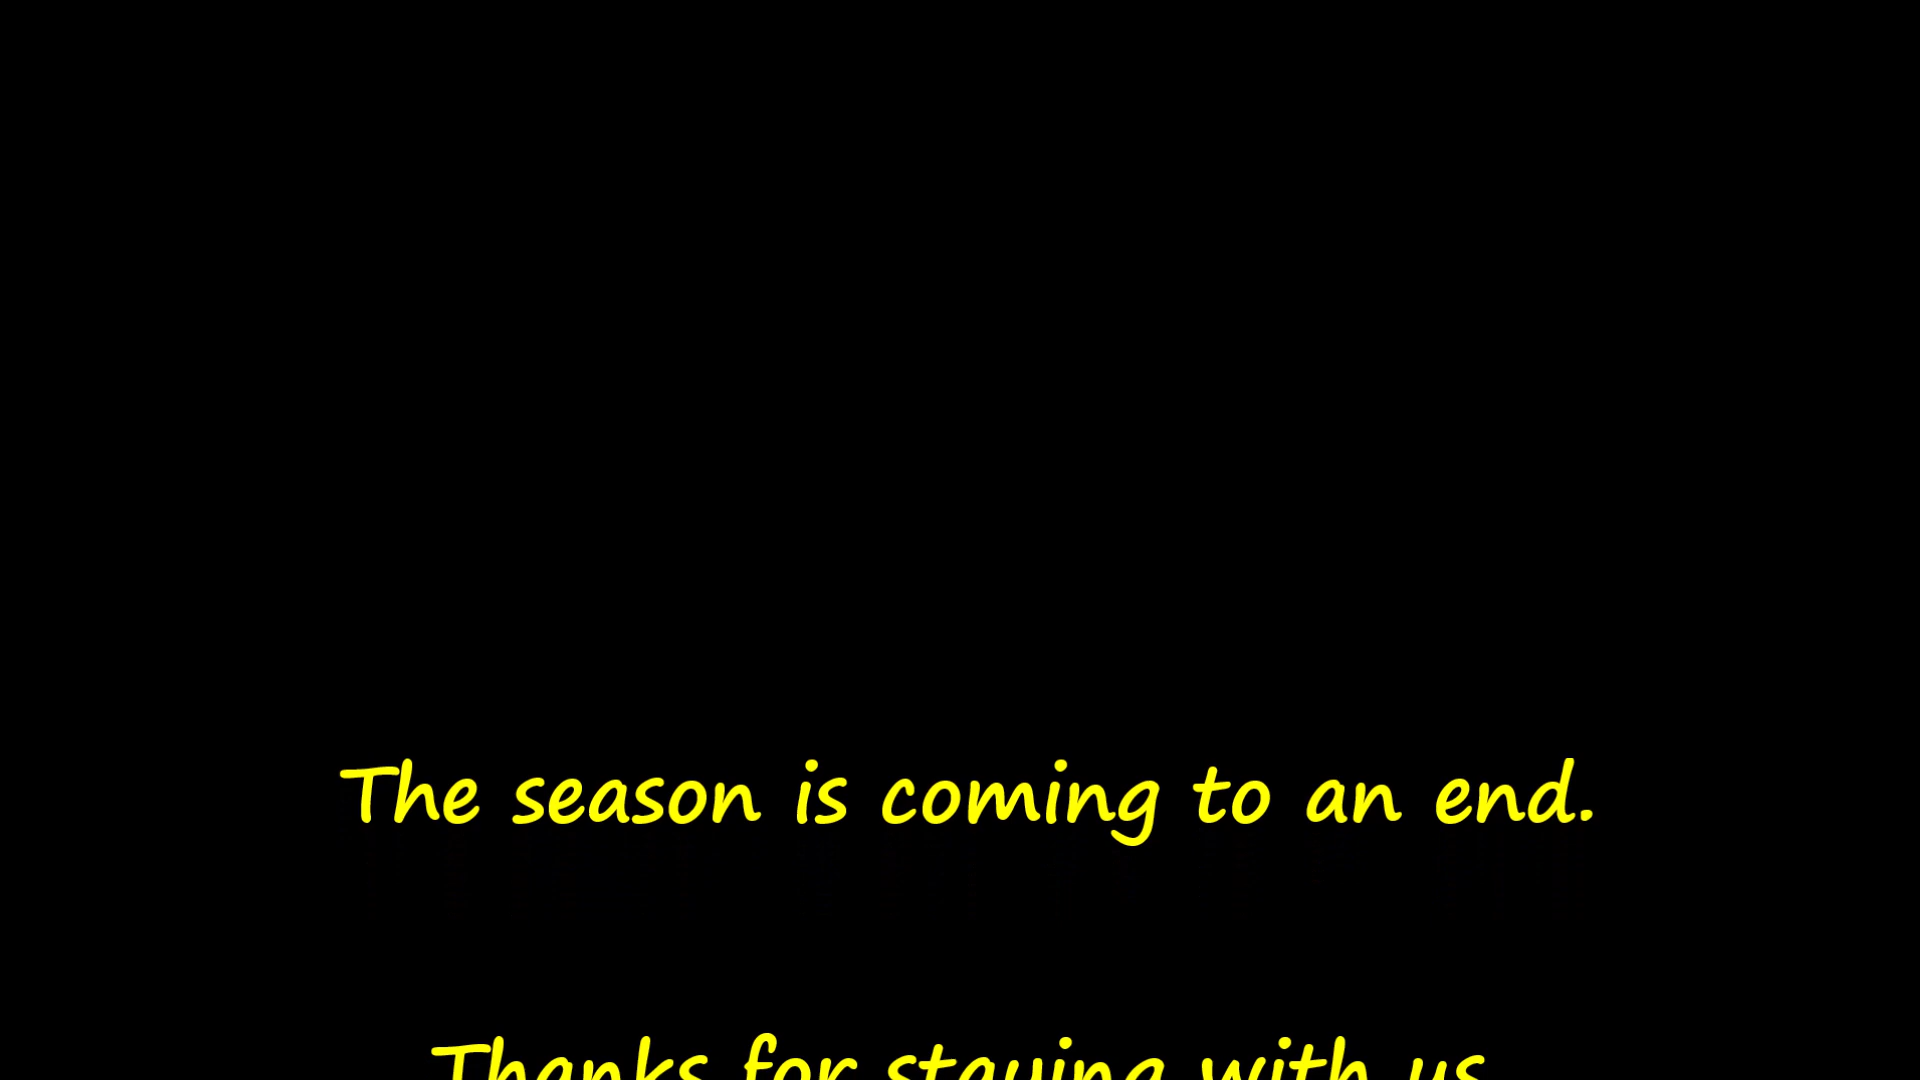 The season is coming to an end.
Thanks for staying with us